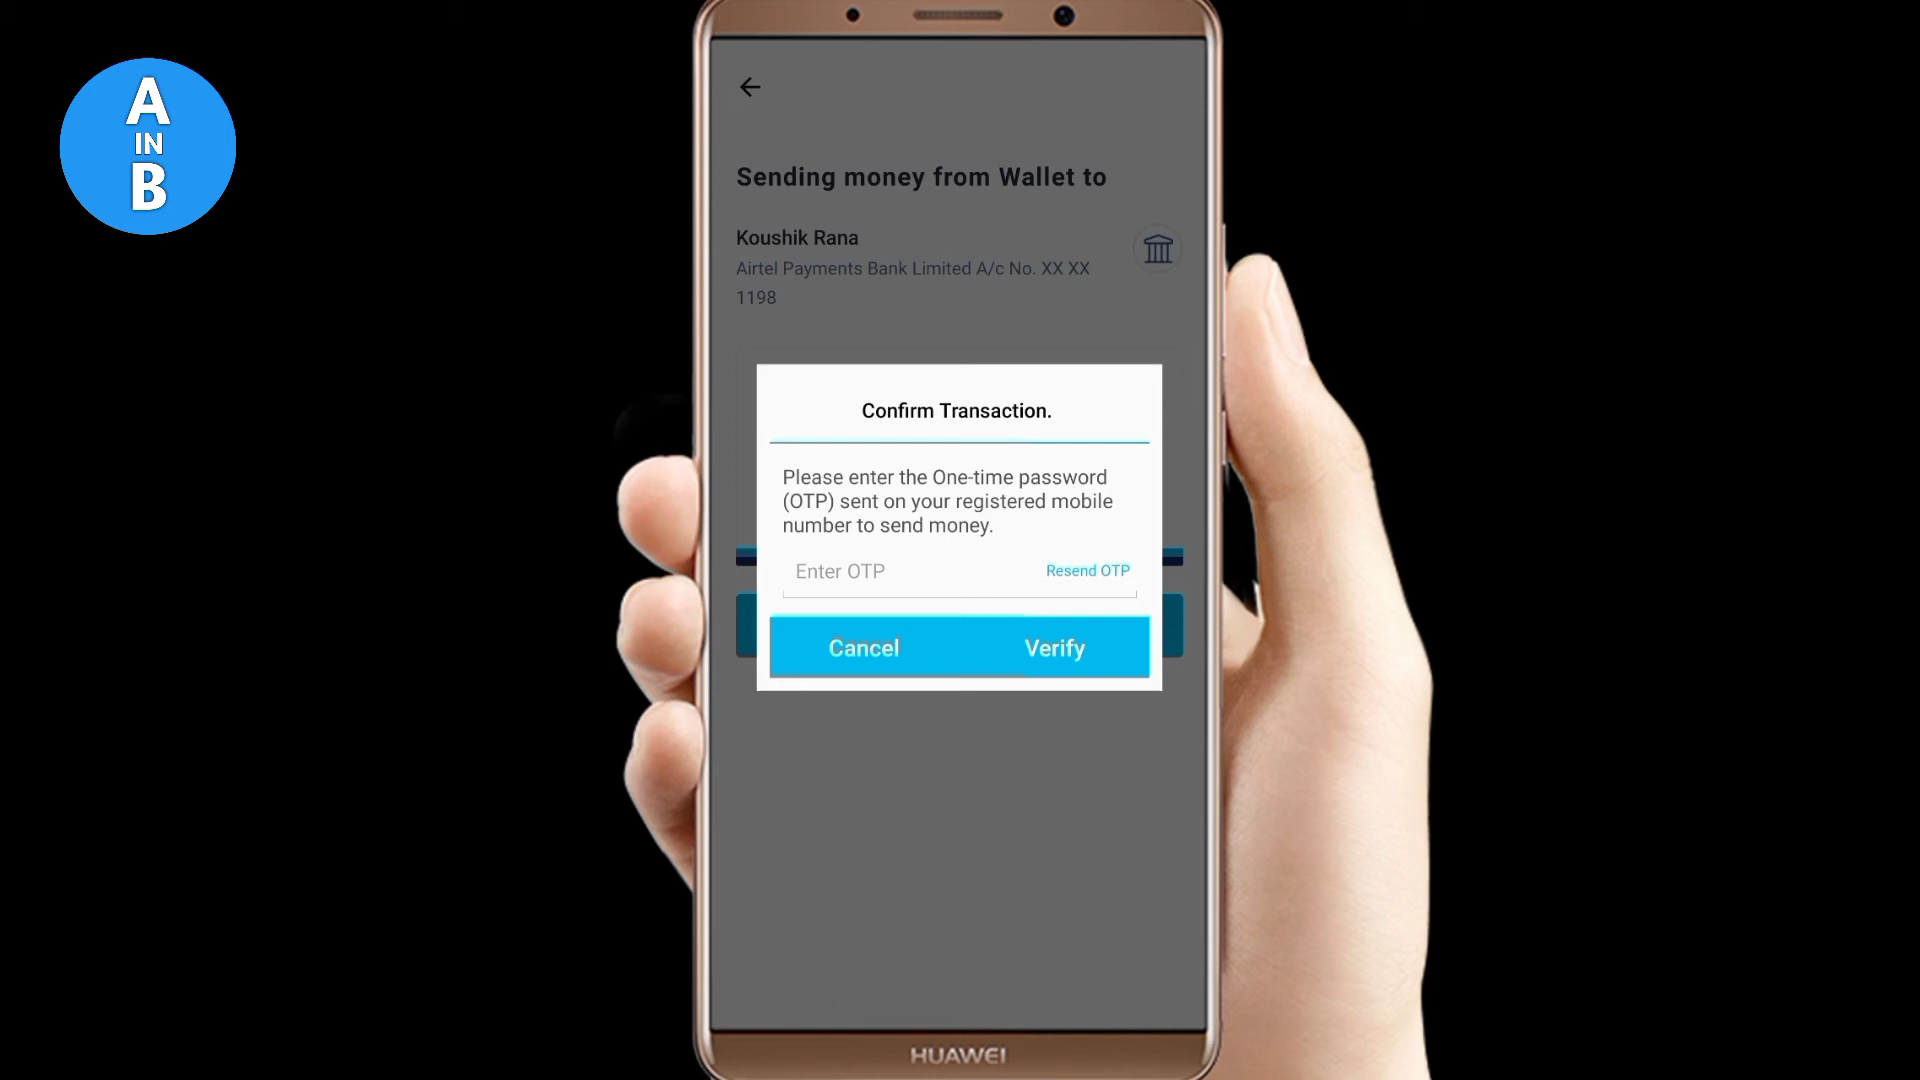 A
IN
B
Sending money from Wallet to
Koushik Rana
Airtel Payments Bank Limited A/c No. XX XX
1198
Confirm Transaction.
Please enter the One-time password
(OTP) sent on your registered mobile
number to send money.
Enter OTP Resend OTP
Cancel Verify
HUAWEI